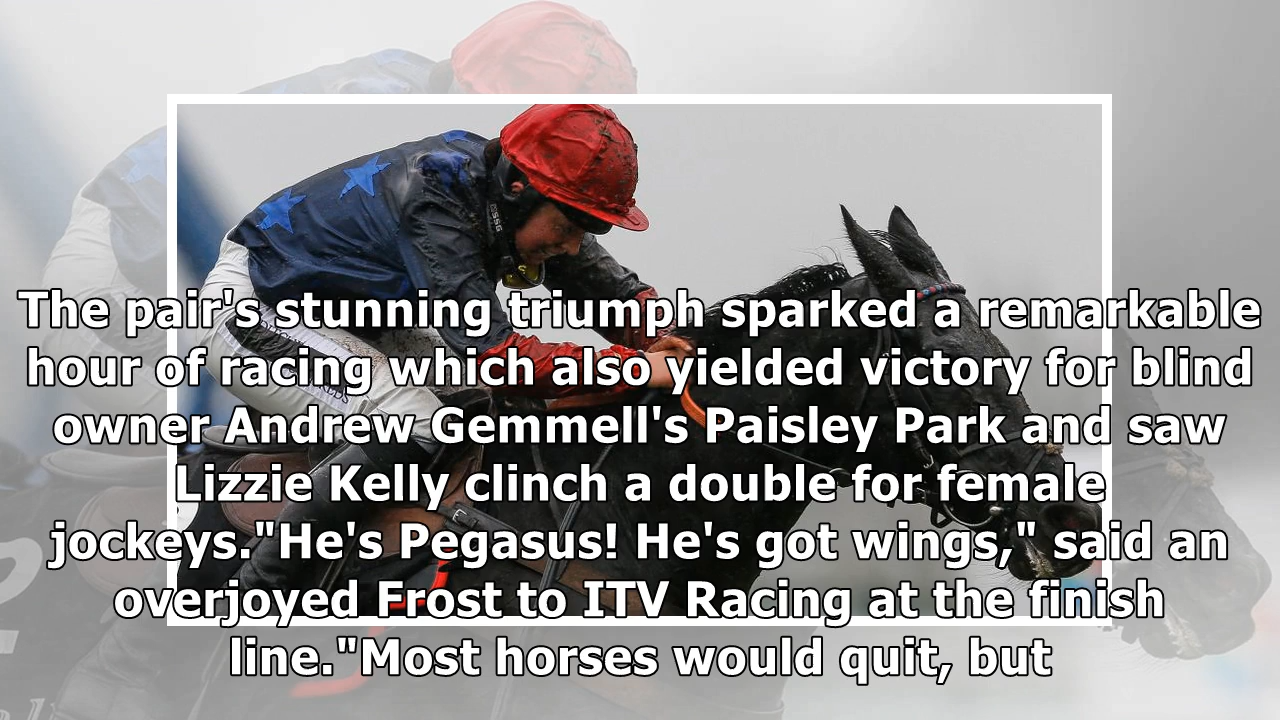 The pair's stunning triumph sparked a remarkable
hour of racing which also yielded victory for blind
owner Andrew Gemmell's Paisley Park and saw
Lizzie Kelly clinch a double for female
jockeys."He's Pegasus! He's got wings," said an
overjoyed Frost to ITV Racing at the finish
line."Most horses would quit, but